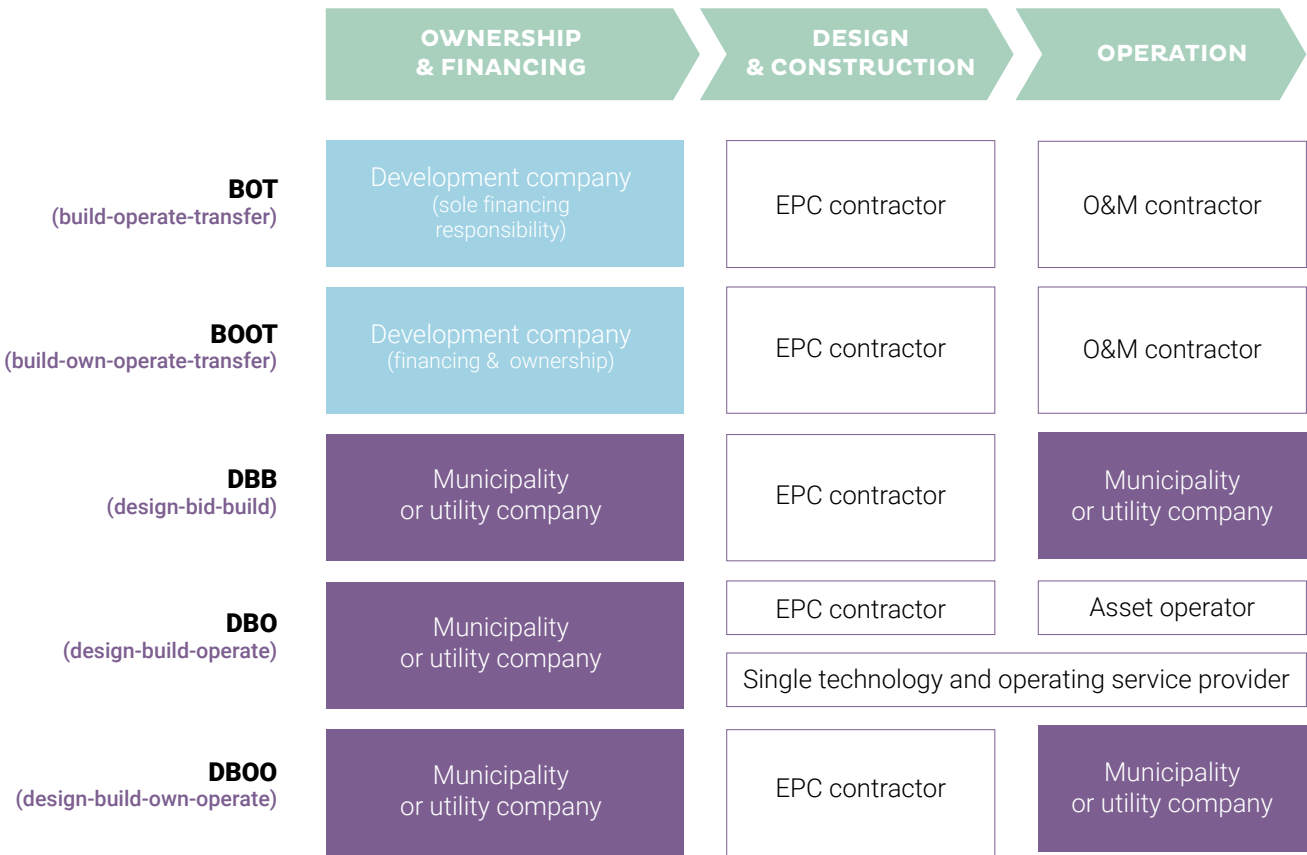 OWNERSHIP
& FINANCING
DESIGN
& CONSTRUCTION
OPERATION
BOT
(build-operate-transfer)
Development company
(sole financing
responsibility)
EPC contractor
O&M contractor
BOOT
(build-own-operate-transfer)
Development company
(financing & ownership)
EPC contractor
O&M contractor
DBB
(design-bid-build)
Municipality
or utility company
EPC contractor
Municipality
or utility company
DBO
(design-build-operate)
Municipality
or utility company
EPC contractor
Asset operator
Single technology and operating service provider
DBOO
(design-build-own-operate)
Municipality
or utility company
EPC contractor
Municipality
or utility company